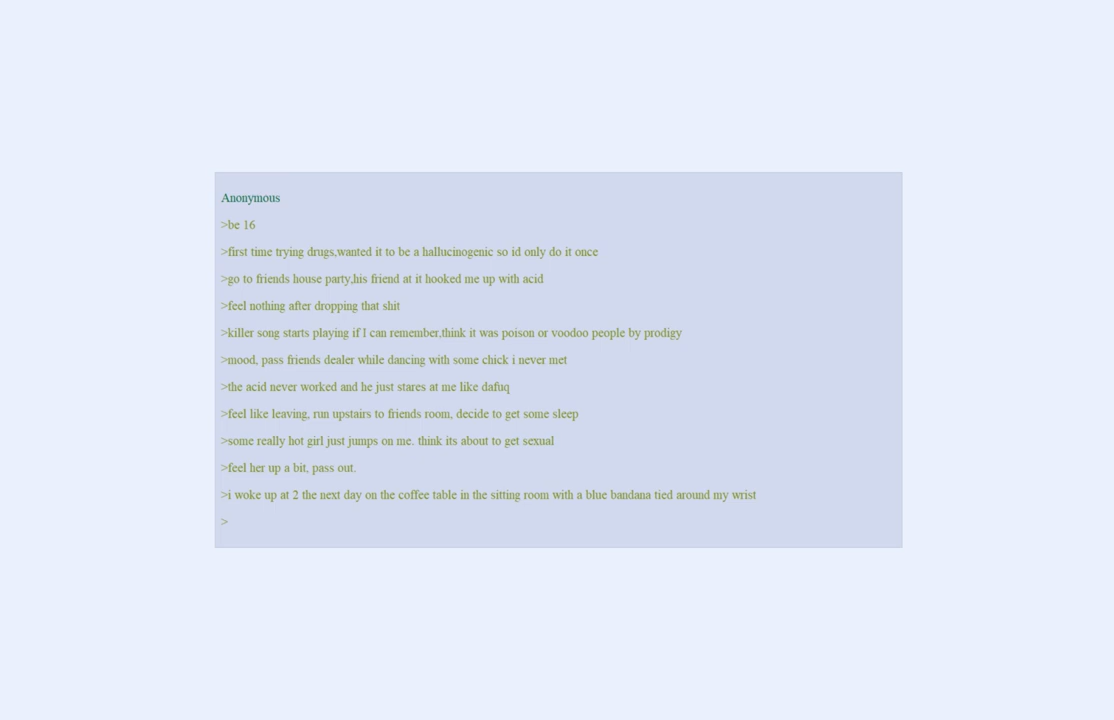 Anonymous
>be 16
>first time trying drugs,wanted it to be a hallucinogenic so id only do it once
>go to friends house party,his friend at it hooked me up with acid
>feel nothing after dropping that shit
>killer song starts playing if I can remember,think it was poison or voodoo people by prodigy
>mood, pass friends dealer while dancing with some chick i never met
>the acid never worked and he just stares at me like dafuq
>feel like leaving, run upstairs to friends room, decide to get some sleep
>some really hot girl just jumps on me. think its about to get sexual
>feel her up a bit, pass out.
>i woke up at 2 the next day on the coffee table in the sitting room with a blue bandana tied around my wrist
>